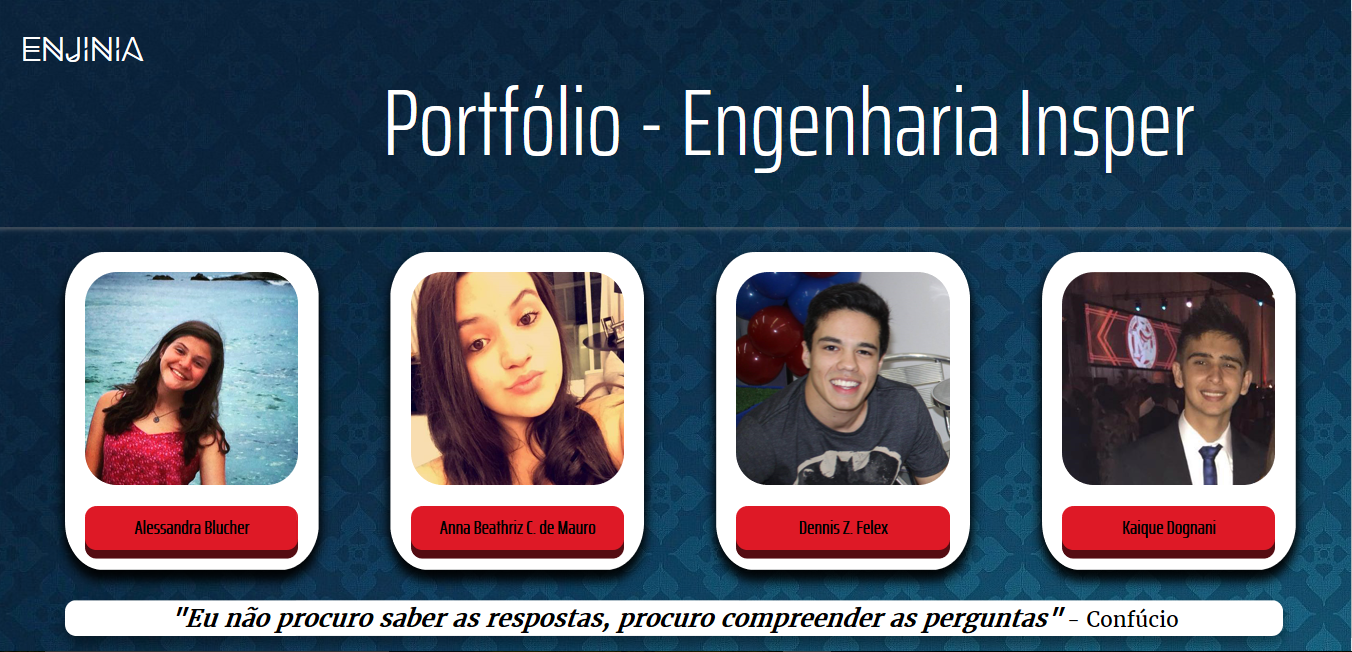 ENJINIA
Portfólio - Engenharia Insper
Alessandra Blucher
Anna Beathriz C. de Mauro
Dennis Z. Felex
Kaique Dognani
"Eu não procuro saber as respostas, procuro compreender as perguntas" - Confúcio